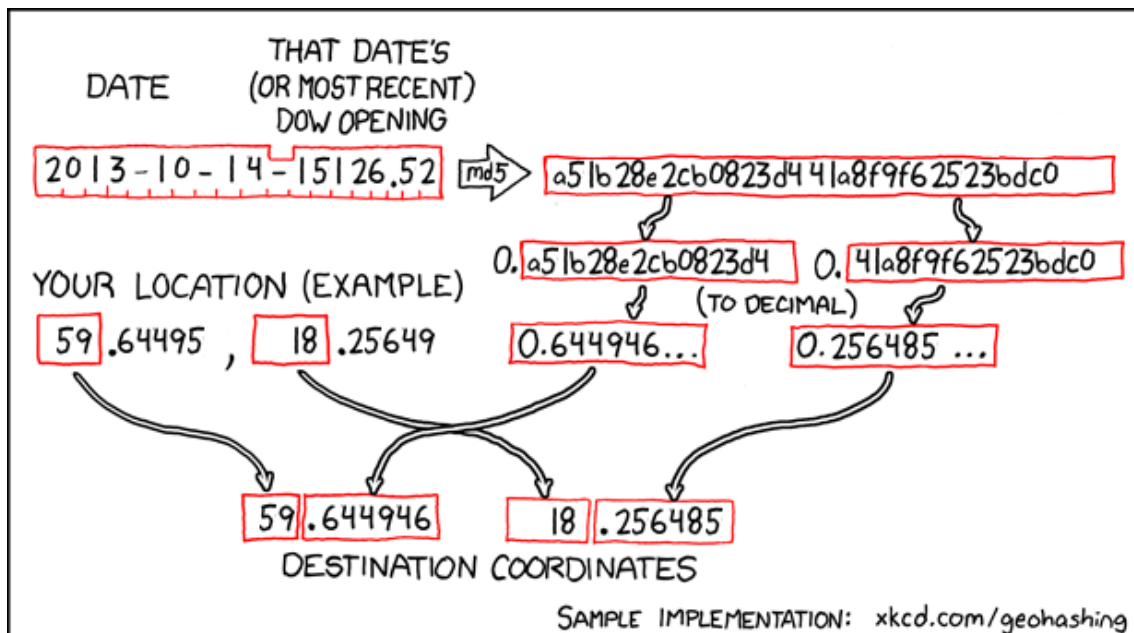 DATE
THAT DATE'S
(OR MOST RECENT)
DOW OPENING
2013-10-14-15126.52
md5
a51b28e2cb0823d441a8f9f62523bdc0
0.a51b28e2cb0823d4
0.41a8f9f62523bdc0
YOUR LOCATION (EXAMPLE)
(TO DECIMAL)
59.64495, 18.25649
0.644946...
0.256485...
59.644946
18.256485
DESTINATION COORDINATES
SAMPLE IMPLEMENTATION: xkcd.com/geohashing